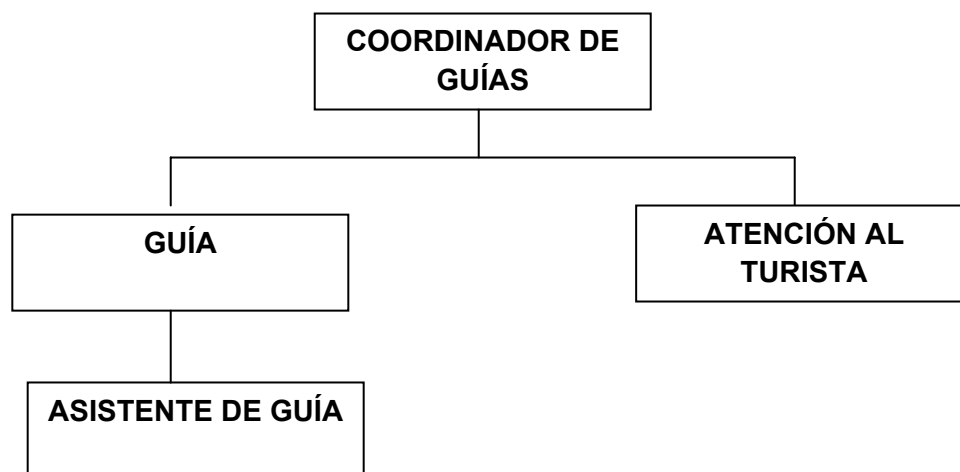 COORDINADOR DE
GUÍAS
GUÍA
ATENCIÓN AL
TURISTA
ASISTENTE DE GUÍA